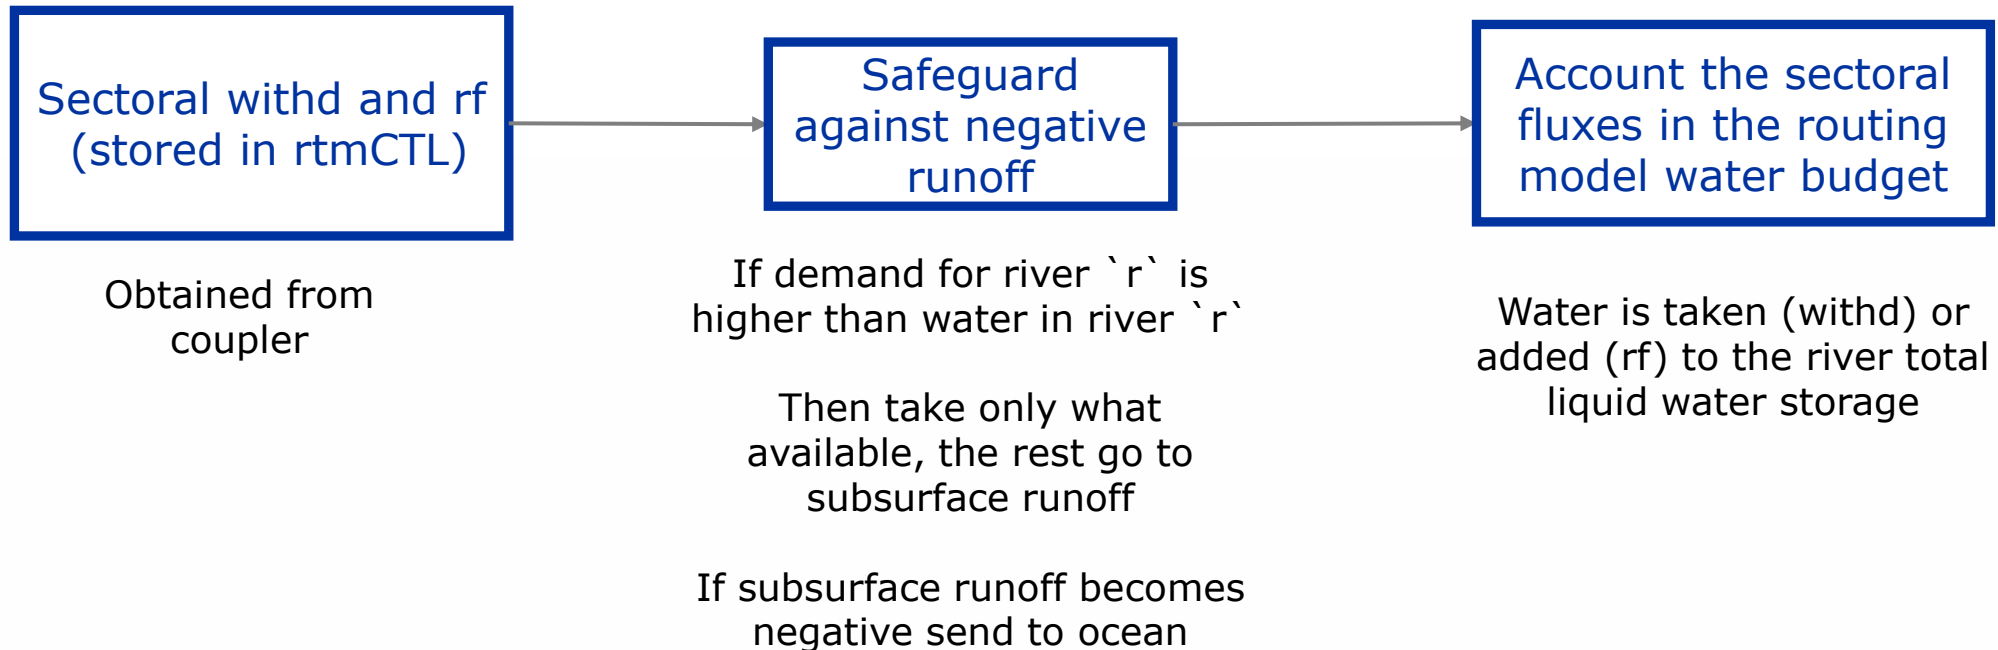 Sectoral withd and rf
(stored in rtmCTL)
Obtained from
coupler
Safeguard
against negative
runoff
If demand for river `r` is
higher than water in river `r`
Then take only what
available, the rest go to
subsurface runoff
If subsurface runoff becomes
negative send to ocean
Account the sectoral
fluxes in the routing
model water budget
Water is taken (withd) or
added (rf) to the river total
liquid water storage